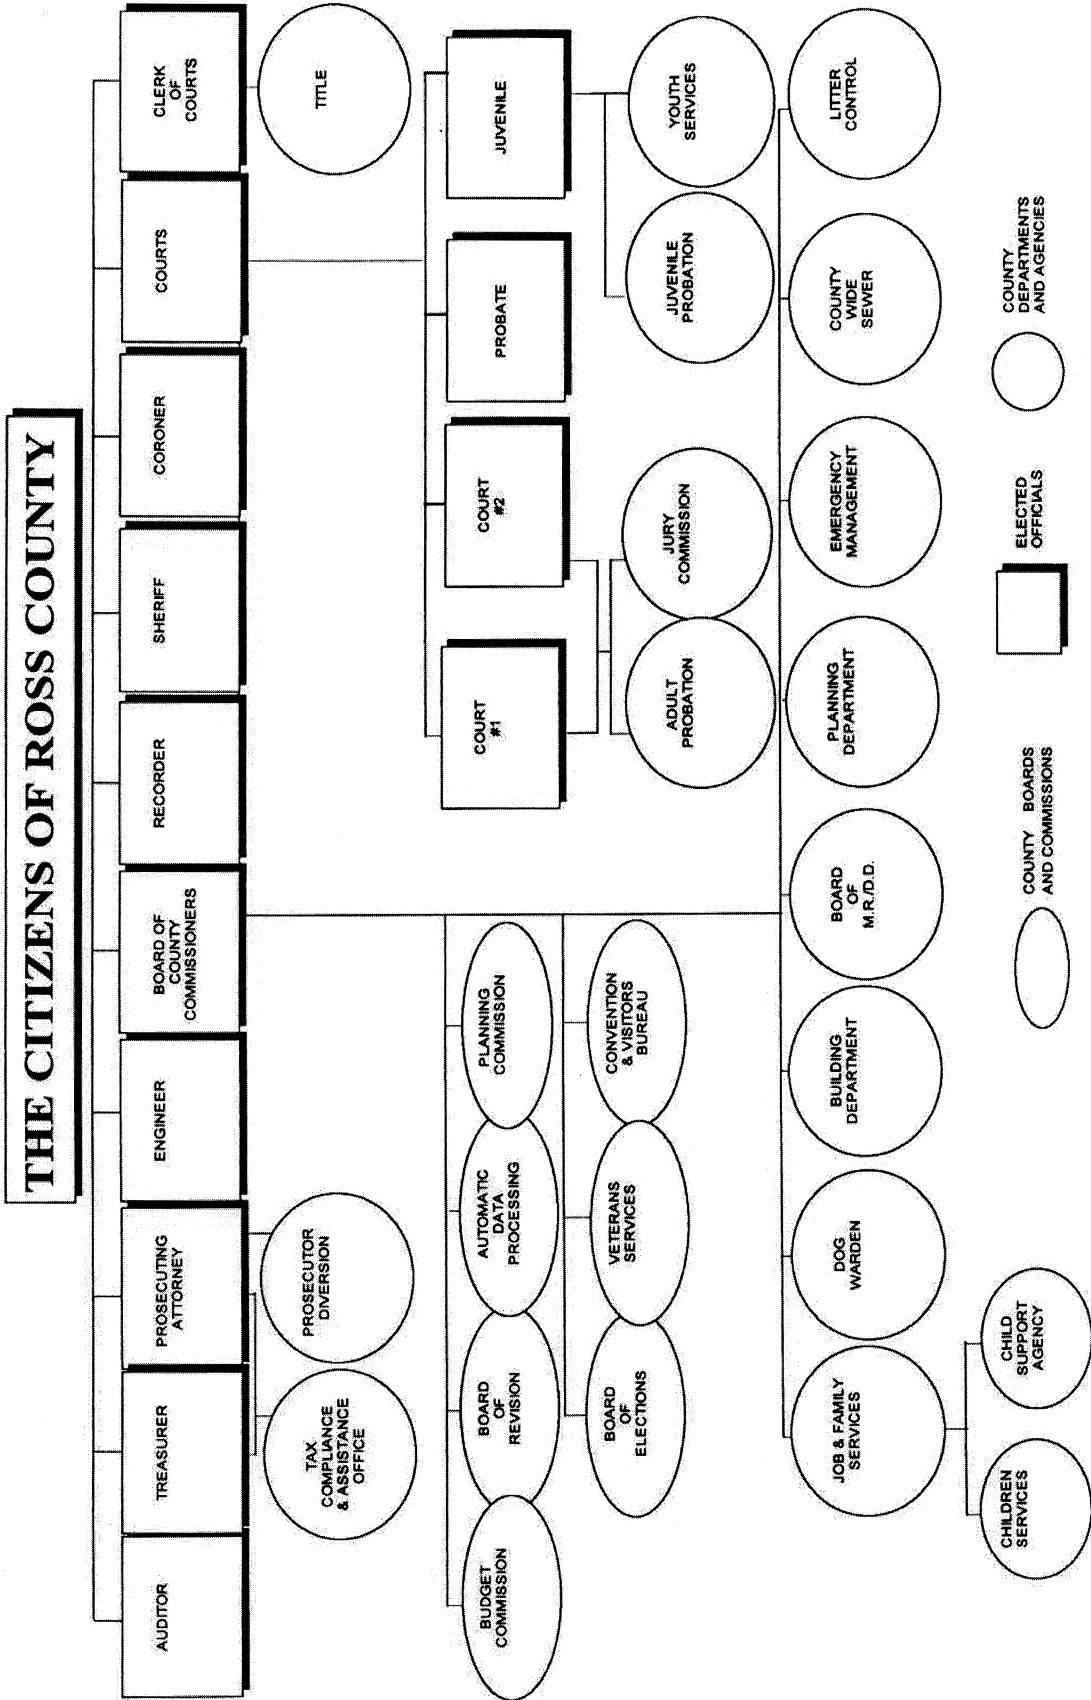 THE CITIZENS OF ROSS COUNTY
AUDITOR
TREASURER
PROSECUTING
ATTORNEY
ENGINEER
BOARD OF
COUNTY
COMMISSIONERS
RECORDER
SHERIFF
CORONER
COURTS
CLERK
OF
COURTS
TAX
COMPLIANCE
& ASSISTANCE
OFFICE
PROSECUTOR
DIVERSION
TITLE
BUDGET
COMMISSION
BOARD
OF
REVISION
AUTOMATIC
DATA
PROCESSING
PLANNING
COMMISSION
COURT
#1
COURT
#2
PROBATE
JUVENILE
BOARD
OF
ELECTIONS
VETERANS
SERVICES
CONVENTION
& VISITORS
BUREAU
ADULT
PROBATION
JURY
COMMISSION
JUVENILE
PROBATION
YOUTH
SERVICES
JOB & FAMILY
SERVICES
DOG
WARDEN
BUILDING
DEPARTMENT
BOARD
OF
M.R./D.D.
PLANNING
DEPARTMENT
EMERGENCY
MANAGEMENT
COUNTY
WIDE
SEWER
LITTER
CONTROL
CHILDREN
SERVICES
CHILD
SUPPORT
AGENCY
COUNTY BOARDS
AND COMMISSIONS
ELECTED
OFFICIALS
COUNTY
DEPARTMENTS
AND AGENCIES